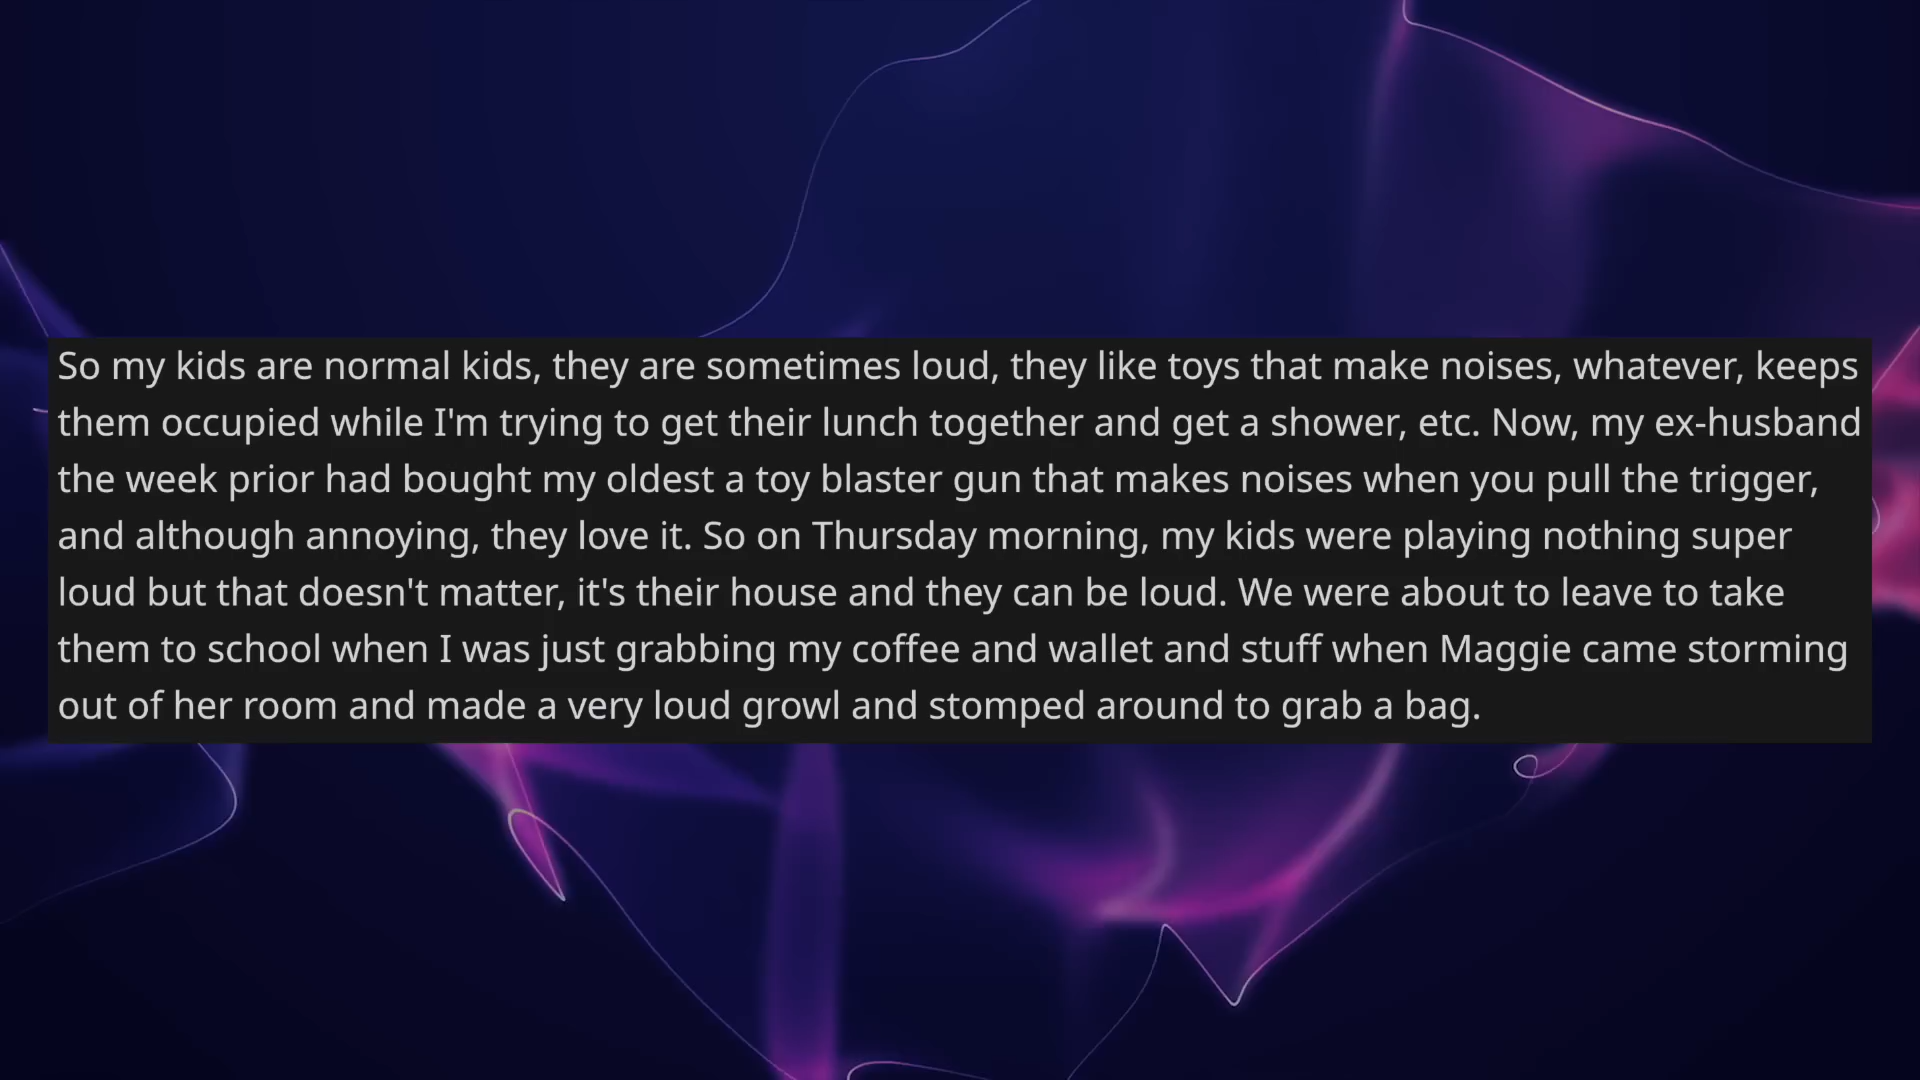 So my kids are normal kids, they are sometimes loud, they like toys that make noises, whatever, keeps
them occupied while I'm trying to get their lunch together and get a shower, etc. Now, my ex-husband
the week prior had bought my oldest a toy blaster gun that makes noises when you pull the trigger,
and although annoying, they love it. So on Thursday morning, my kids were playing nothing super
loud but that doesn't matter, it's their house and they can be loud. We were about to leave to take
them to school when I was just grabbing my coffee and wallet and stuff when Maggie came storming
out of her room and made a very loud growl and stomped around to grab a bag.